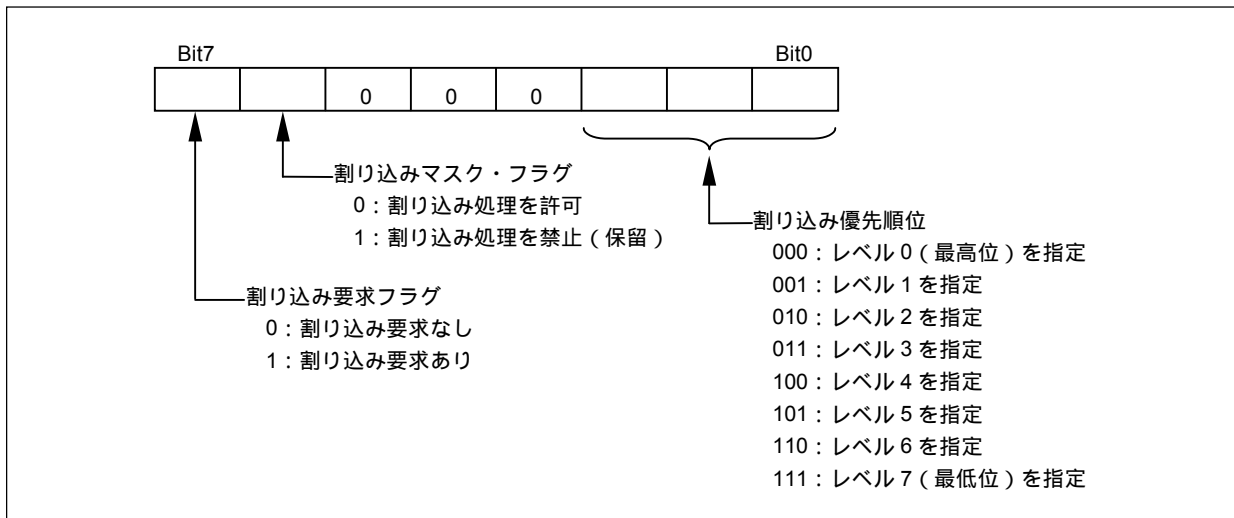 Bit7 Bit0
0 0 0
割り込みマスク・フラグ
0：割り込み処理を許可
1：割り込み処理を禁止（保留）
割り込み要求フラグ
0：割り込み要求なし
1：割り込み要求あり
割り込み優先順位
000：レベル0（最高位）を指定
001：レベル1を指定
010：レベル2を指定
011：レベル3を指定
100：レベル4を指定
101：レベル5を指定
110：レベル6を指定
111：レベル7（最低位）を指定